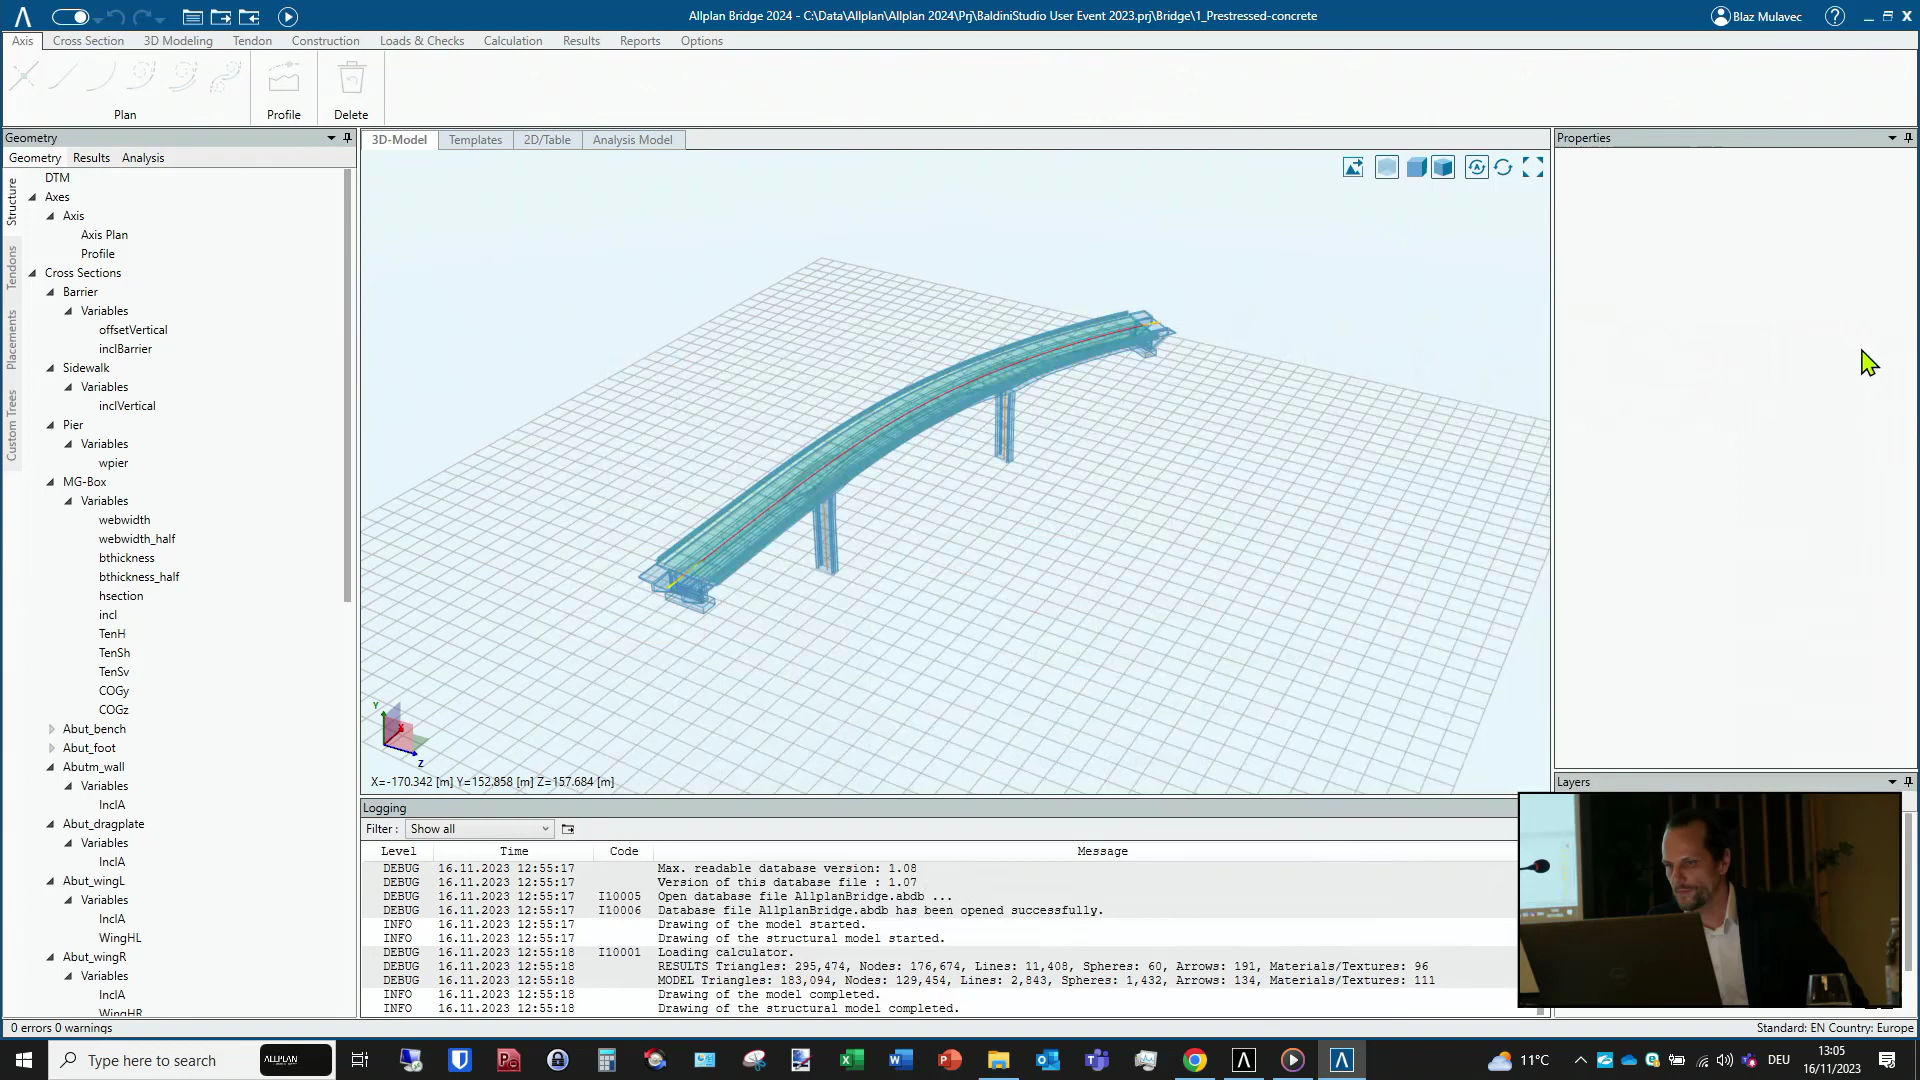 Allplan Bridge 2024 - C:\Data\Allplan\Allplan 2024\Prj\BaldiniStudio User Event 2023.prj\Bridge\1_Prestressed-concrete
Blaz Mulavec
Axis Cross Section 3D Modeling Tendon Construction Loads & Checks Calculation Results Reports Options
Plan Profile Delete
Geometry
Geometry Results Analysis
Structure
Tendons
Placements
Custom Trees
DTM
Axes
Axis
Axis Plan
Profile
Cross Sections
Barrier
Variables
offsetVertical
inclBarrier
Sidewalk
Variables
inclVertical
Pier
Variables
wpier
MG-Box
Variables
webwidth
webwidth_half
bthickness
bthickness_half
hsection
incl
TenH
TenSh
TenSv
COGy
COGz
Abut_bench
Abut_foot
Abutm_wall
Variables
InclA
Abut_dragplate
Variables
InclA
Abut_wingL
Variables
InclA
WingHL
Abut_wingR
Variables
InclA
WingHR
3D-Model Templates 2D/Table Analysis Model
Y
X
Z
X=-170.342 [m] Y=152.858 [m] Z=157.684 [m]
Properties
Layers
Logging
Filter : Show all
Level Time Code Message
DEBUG 16.11.2023 12:55:17 Max. readable database version: 1.08
DEBUG 16.11.2023 12:55:17 Version of this database file : 1.07
DEBUG 16.11.2023 12:55:17 I10005 Open database file AllplanBridge.abdb ...
DEBUG 16.11.2023 12:55:17 I10006 Database file AllplanBridge.abdb has been opened successfully.
INFO 16.11.2023 12:55:17 Drawing of the model started.
INFO 16.11.2023 12:55:17 Drawing of the structural model started.
DEBUG 16.11.2023 12:55:18 I10001 Loading calculator.
DEBUG 16.11.2023 12:55:18 RESULTS Triangles: 295,474, Nodes: 176,674, Lines: 11,408, Spheres: 60, Arrows: 191, Materials/Textures: 96
DEBUG 16.11.2023 12:55:18 MODEL Triangles: 183,094, Nodes: 129,454, Lines: 2,843, Spheres: 1,432, Arrows: 134, Materials/Textures: 111
INFO 16.11.2023 12:55:18 Drawing of the model completed.
INFO 16.11.2023 12:55:18 Drawing of the structural model completed.
0 errors 0 warnings
Standard: EN Country: Europe
Type here to search
ALLPLAN
11°C
DEU
13:05
16/11/2023